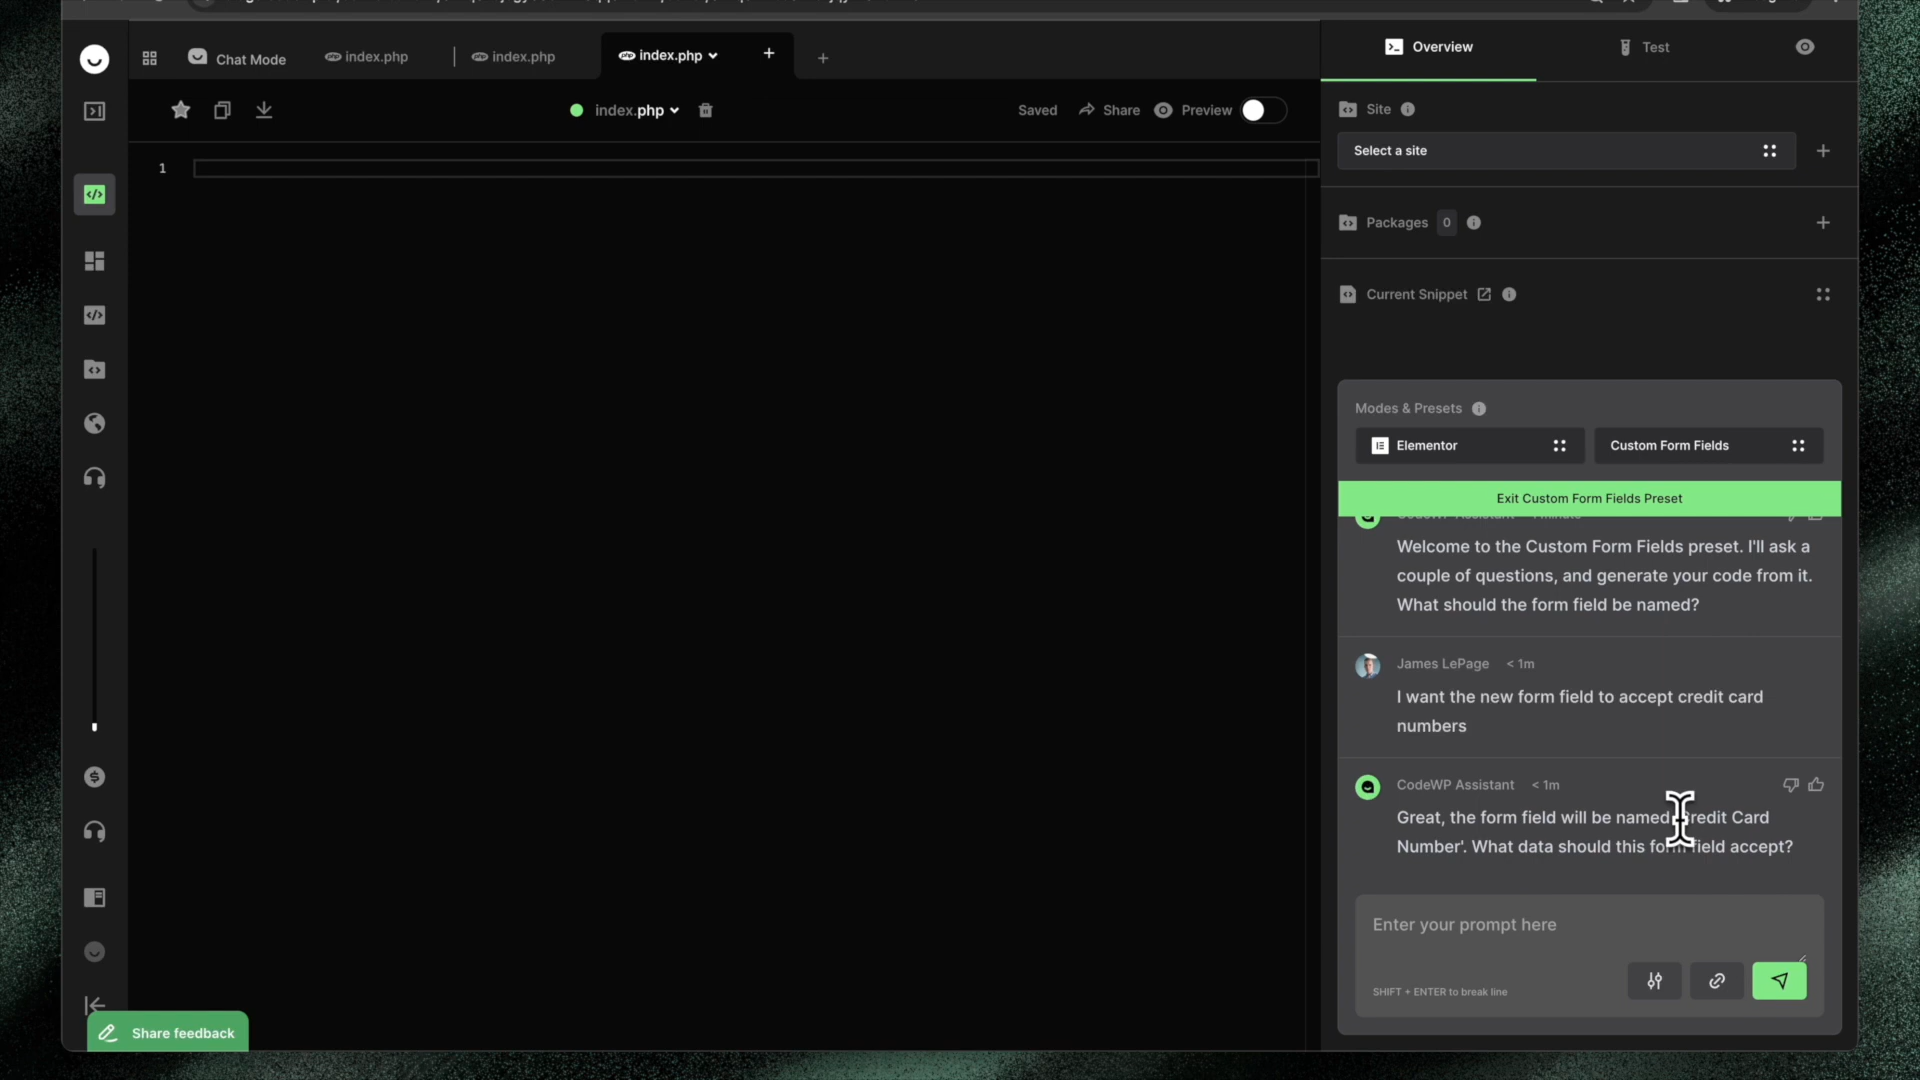 Chat Mode
index.php
index.php
index.php
Overview
Test
index.php
Saved
Share
Preview
Site
Select a site
1
Packages 0
Current Snippet
Modes & Presets
Elementor
Custom Form Fields
Exit Custom Form Fields Preset
Welcome to the Custom Form Fields preset. I'll ask a
couple of questions, and generate your code from it.
What should the form field be named?
James LePage < 1m
I want the new form field to accept credit card
numbers
CodeWP Assistant < 1m
Great, the form field will be named 'Credit Card
Number'. What data should this form field accept?
Enter your prompt here
SHIFT + ENTER to break line
Share feedback